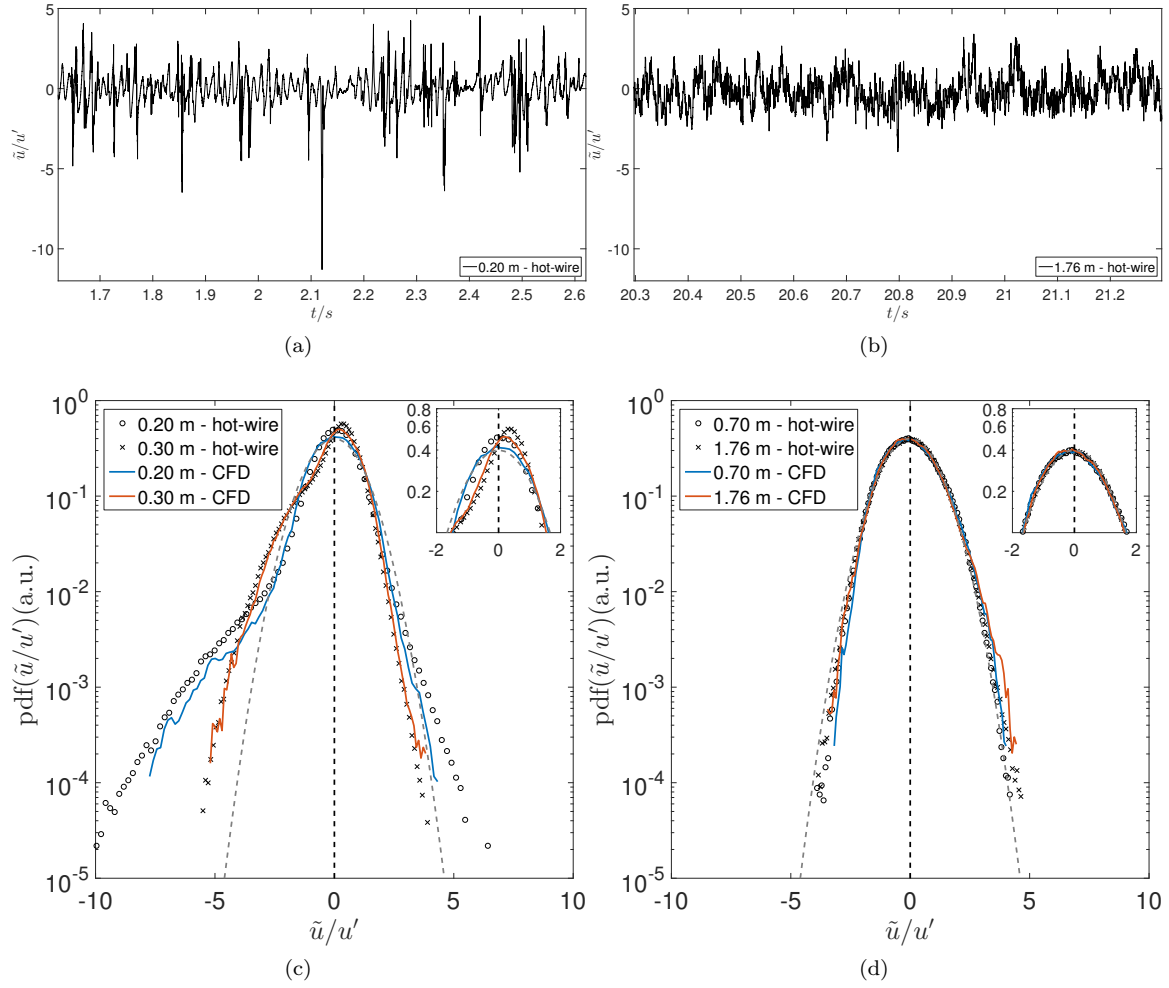 5
0
-5
-10
ũ/u′
1.7 1.8 1.9 2 2.1 2.2 2.3 2.4 2.5 2.6
t/s
0.20 m - hot-wire
(a)
5
0
-5
-10
ũ/u′
20.3 20.4 20.5 20.6 20.7 20.8 20.9 21 21.1 21.2
t/s
1.76 m - hot-wire
(b)
10^0
10^-1
10^-2
10^-3
10^-4
10^-5
pdf(ũ/u′)(a.u.)
0.20 m - hot-wire
0.30 m - hot-wire
0.20 m - CFD
0.30 m - CFD
0.8
0.6
0.4
0.2
-2 0 2
-10 -5 0 5 10
ũ/u′
(c)
10^0
10^-1
10^-2
10^-3
10^-4
10^-5
pdf(ũ/u′)(a.u.)
0.70 m - hot-wire
1.76 m - hot-wire
0.70 m - CFD
1.76 m - CFD
0.8
0.6
0.4
0.2
-2 0 2
-10 -5 0 5 10
ũ/u′
(d)